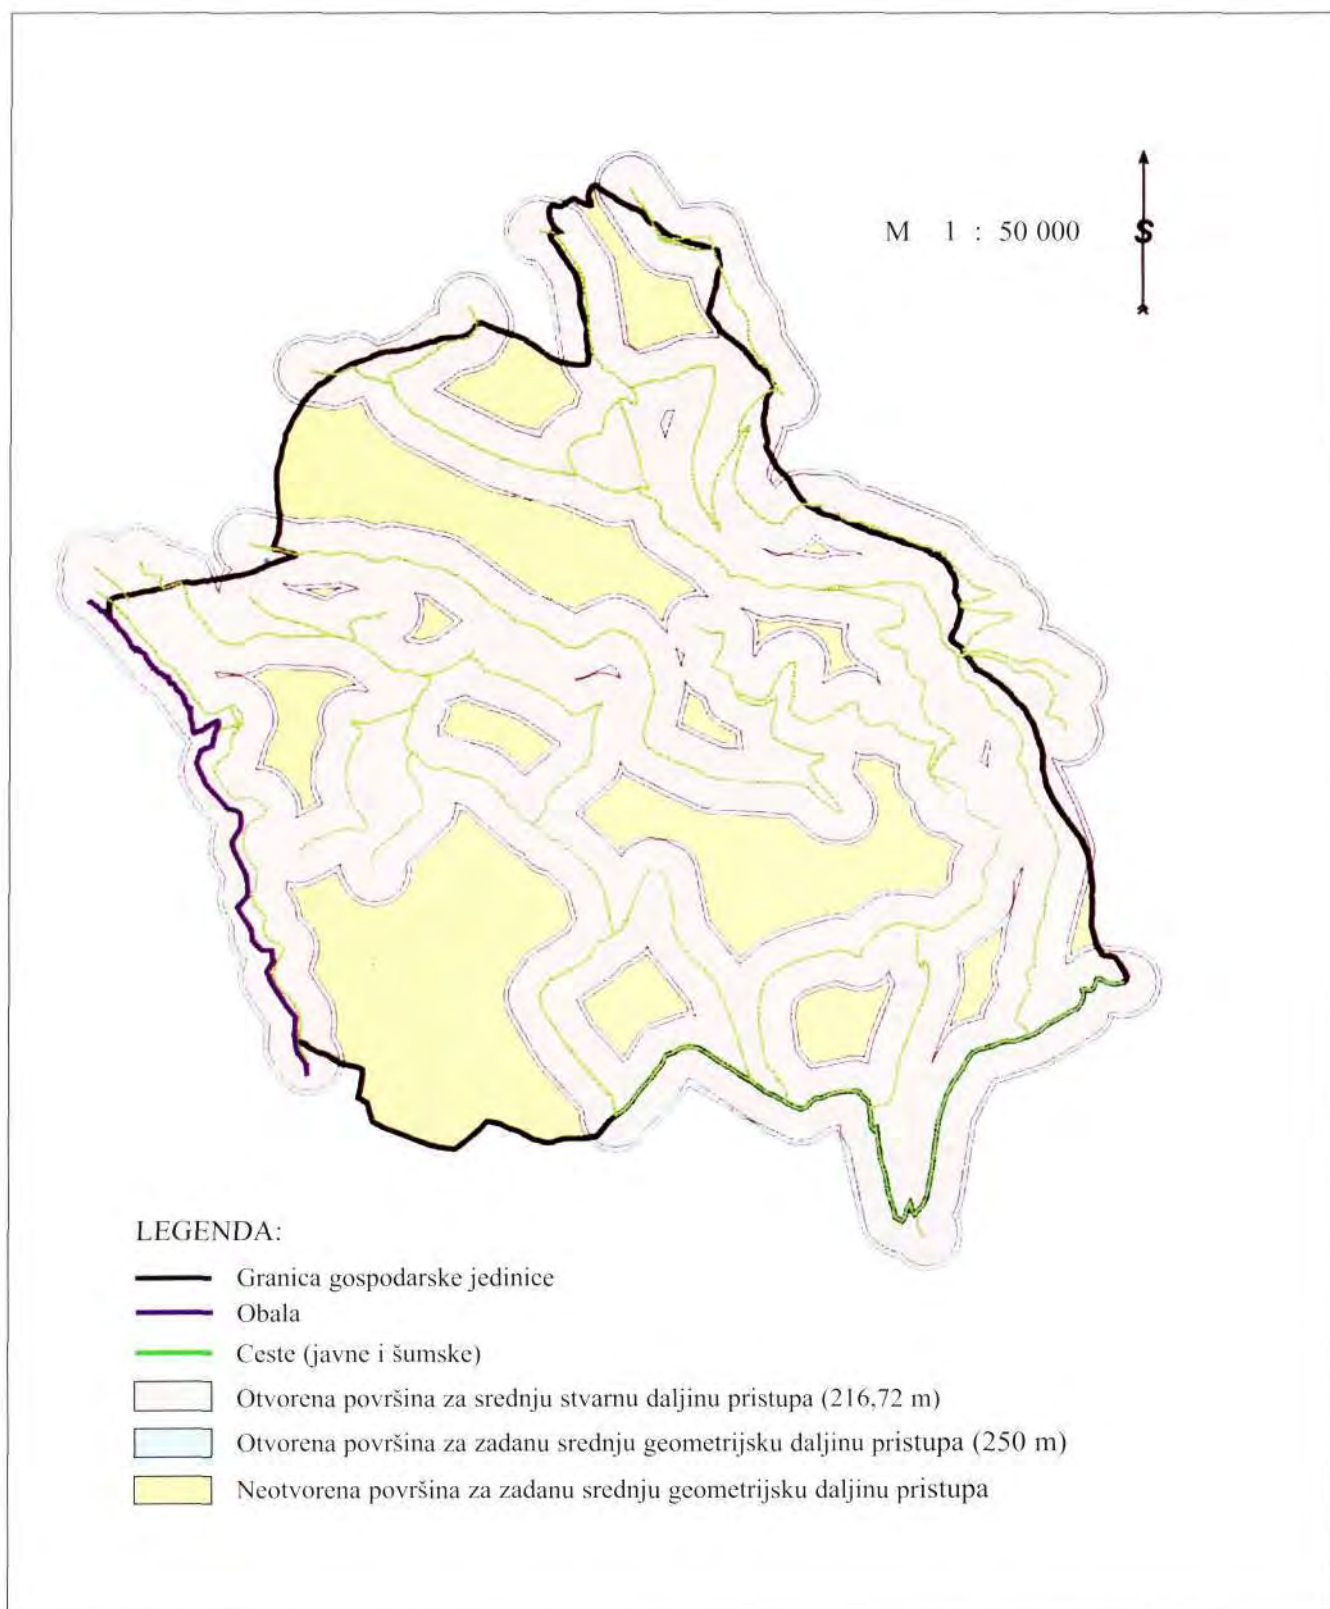 M 1 : 50 000
S
LEGENDA:
Granica gospodarske jedinice
Obala
Ceste (javne i šumske)
Otvorena površina za srednju stvarnu daljinu pristupa (216,72 m)
Otvorena površina za zadanu srednju geometrijsku daljinu pristupa (250 m)
Neotvorena površina za zadanu srednju geometrijsku daljinu pristupa